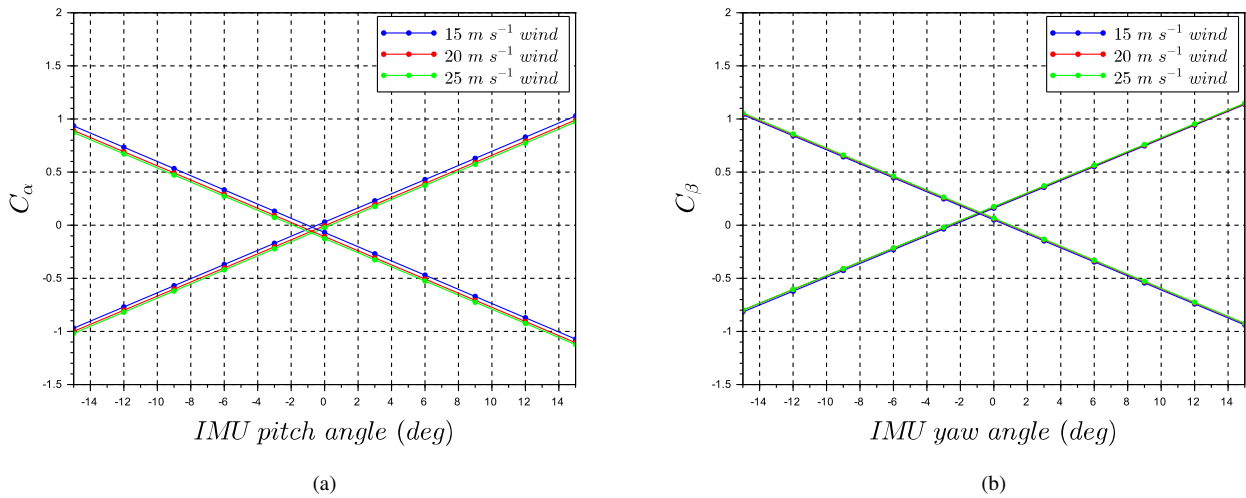 2
1.5
1
0.5
0
-0.5
-1
-1.5
-14 -12 -10 -8 -6 -4 -2 0 2 4 6 8 10 12 14
C_α
IMU pitch angle (deg)
15 m s⁻¹ wind
20 m s⁻¹ wind
25 m s⁻¹ wind
(a)
2
1.5
1
0.5
0
-0.5
-1
-1.5
-14 -12 -10 -8 -6 -4 -2 0 2 4 6 8 10 12 14
C_β
IMU yaw angle (deg)
15 m s⁻¹ wind
20 m s⁻¹ wind
25 m s⁻¹ wind
(b)